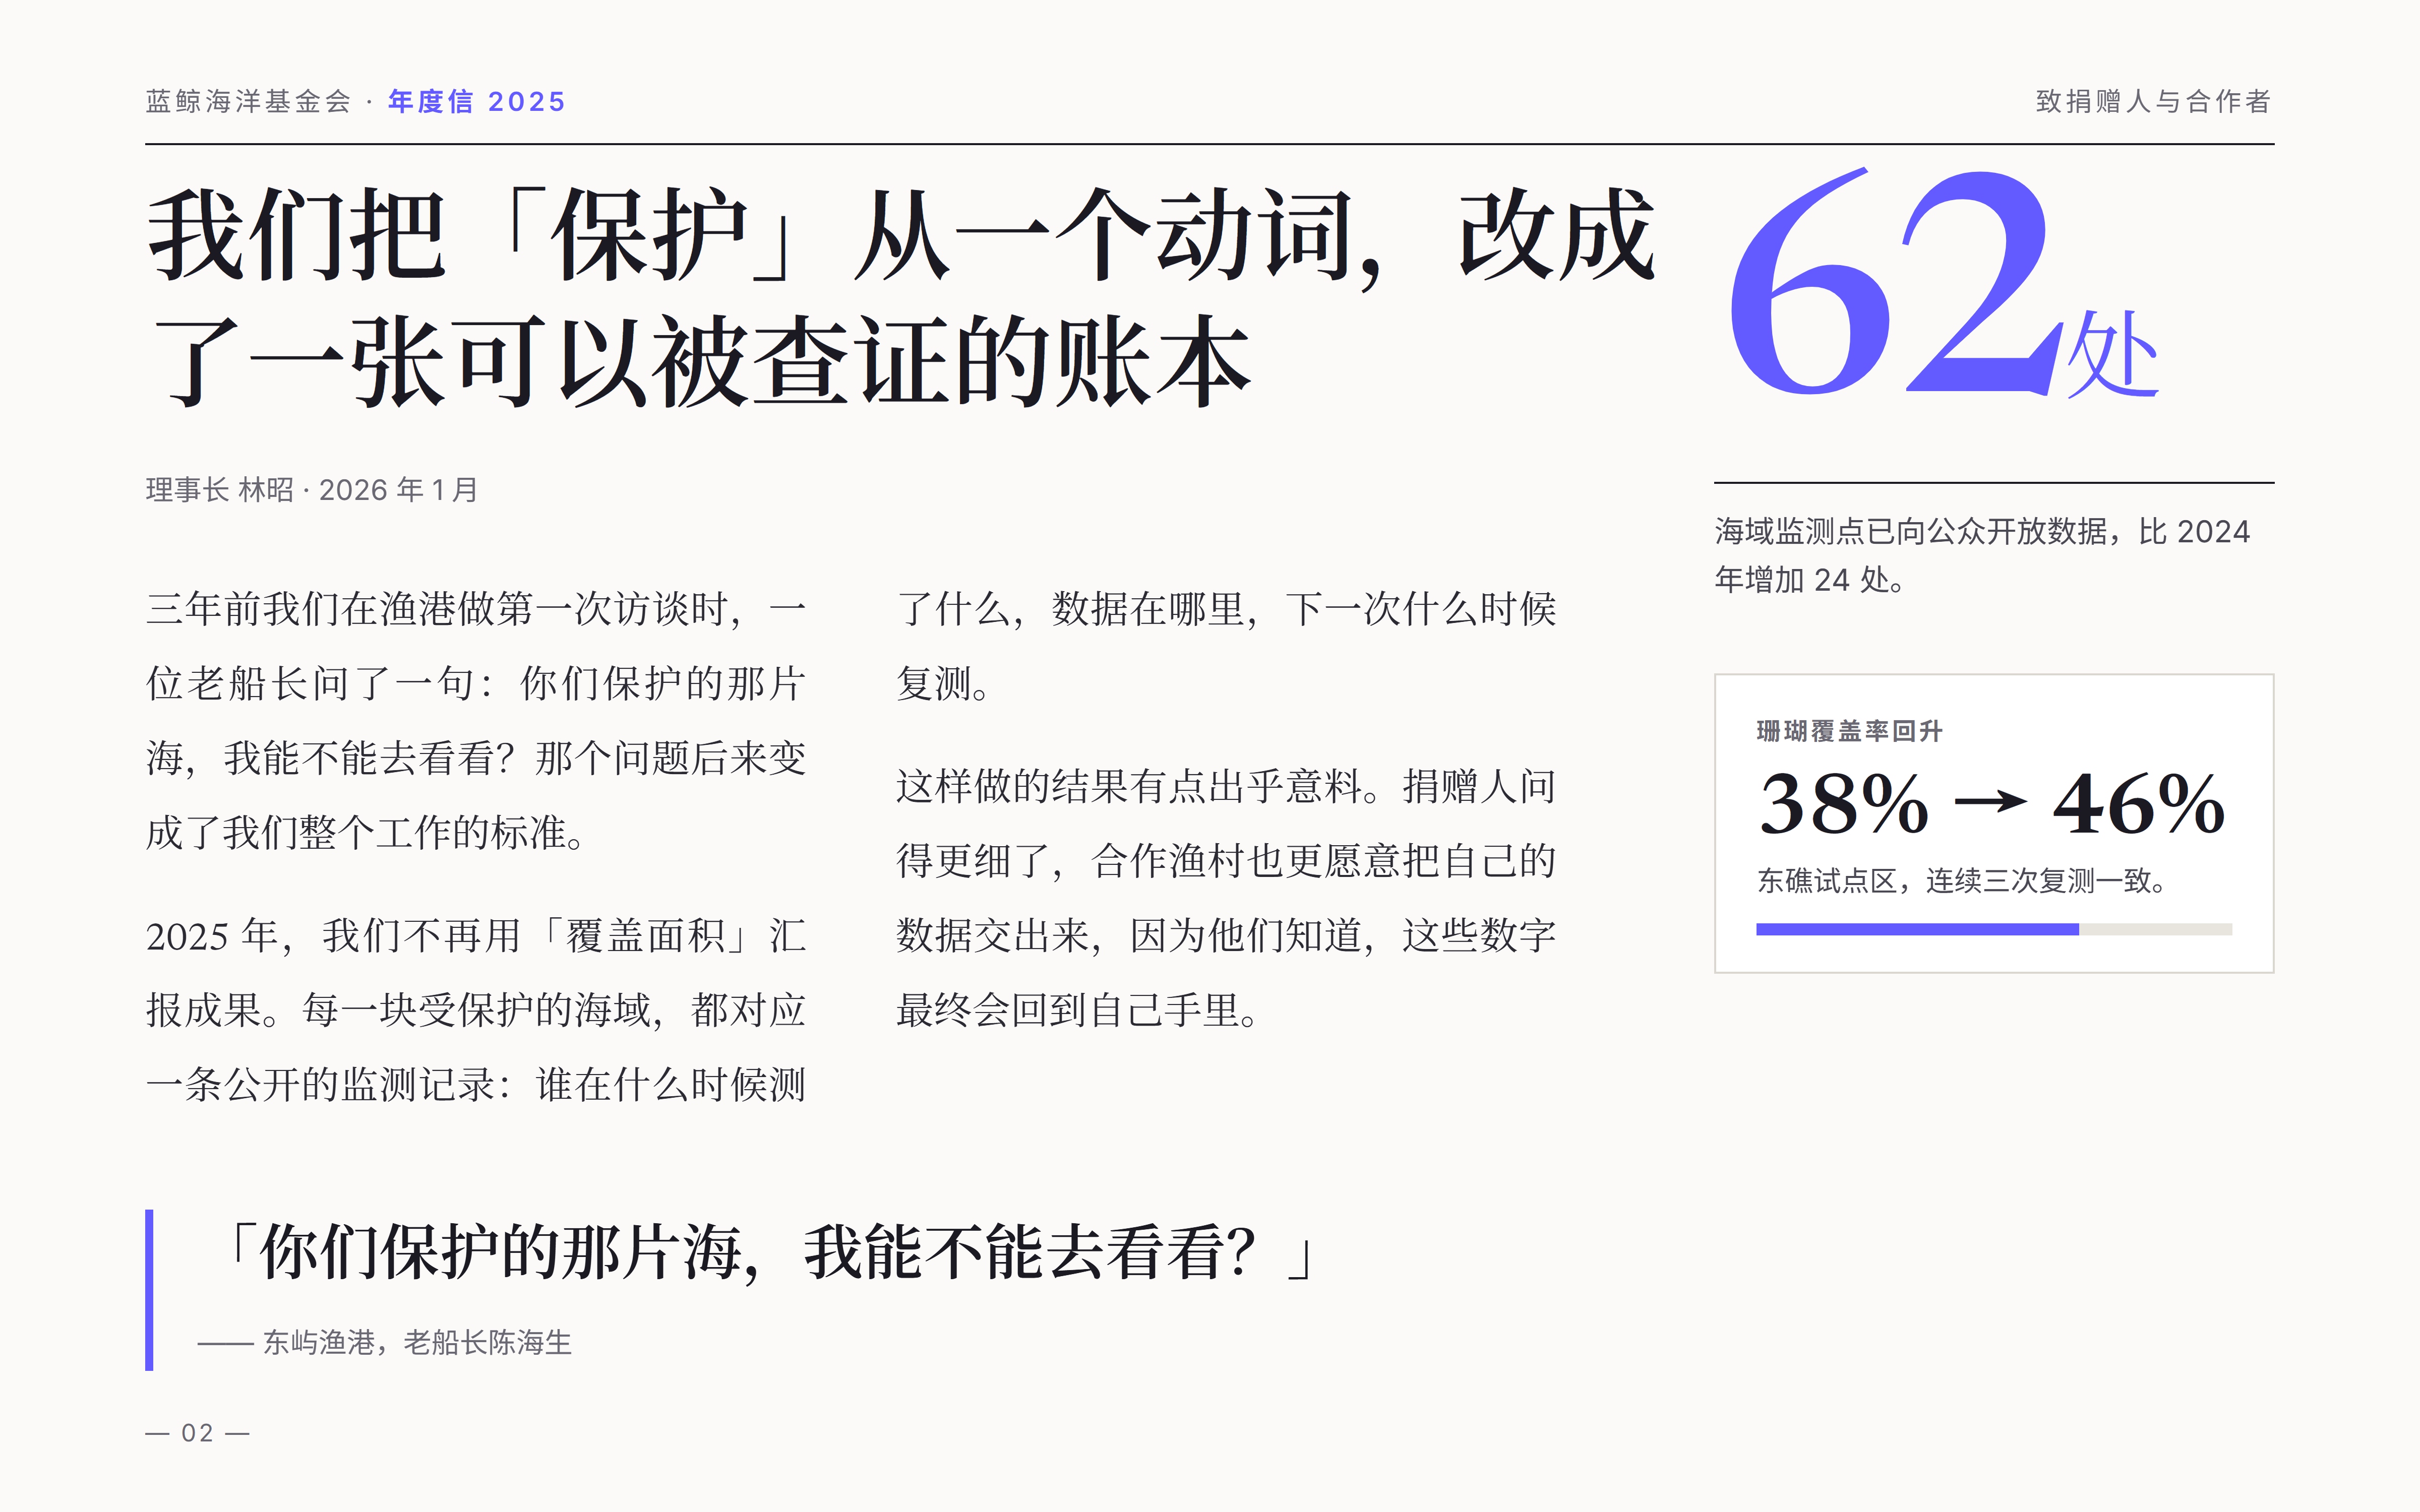 蓝鲸海洋基金会 · 年度信 2025
致捐赠人与合作者
我们把「保护」从一个动词，改成
了一张可以被查证的账本
理事长 林昭 · 2026 年 1 月
三年前我们在渔港做第一次访谈时，一
位老船长问了一句：你们保护的那片
海，我能不能去看看？那个问题后来变
成了我们整个工作的标准。
2025 年，我们不再用「覆盖面积」汇
报成果。每一块受保护的海域，都对应
一条公开的监测记录：谁在什么时候测
了什么，数据在哪里，下一次什么时候
复测。
这样做的结果有点出乎意料。捐赠人问
得更细了，合作渔村也更愿意把自己的
数据交出来，因为他们知道，这些数字
最终会回到自己手里。
62处
海域监测点已向公众开放数据，比 2024
年增加 24 处。
珊瑚覆盖率回升
38% → 46%
东礁试点区，连续三次复测一致。
「你们保护的那片海，我能不能去看看？」
—— 东屿渔港，老船长陈海生
— 02 —